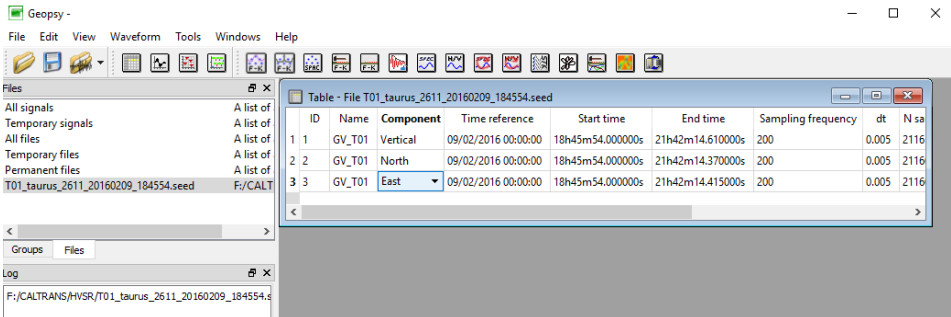 Geopsy -
File Edit View Waveform Tools Windows Help
F-K SPAC F-K F-K SPEC H/V
Files
All signals A list of
Temporary signals A list of
All files A list of
Temporary files A list of
Permanent files A list of
T01_taurus_2611_20160209_184554.seed F:/CALT
Groups Files
Log
F:/CALTRANS/HVSR/T01_taurus_2611_20160209_184554.s
Table - File T01_taurus_2611_20160209_184554.seed
ID Name Component Time reference Start time End time Sampling frequency dt N sa
1 1 GV_T01 Vertical 09/02/2016 00:00:00 18h45m54.000000s 21h42m14.610000s 200 0.005 2116
2 2 GV_T01 North 09/02/2016 00:00:00 18h45m54.000000s 21h42m14.370000s 200 0.005 2116
3 3 GV_T01 East 09/02/2016 00:00:00 18h45m54.000000s 21h42m14.415000s 200 0.005 2116